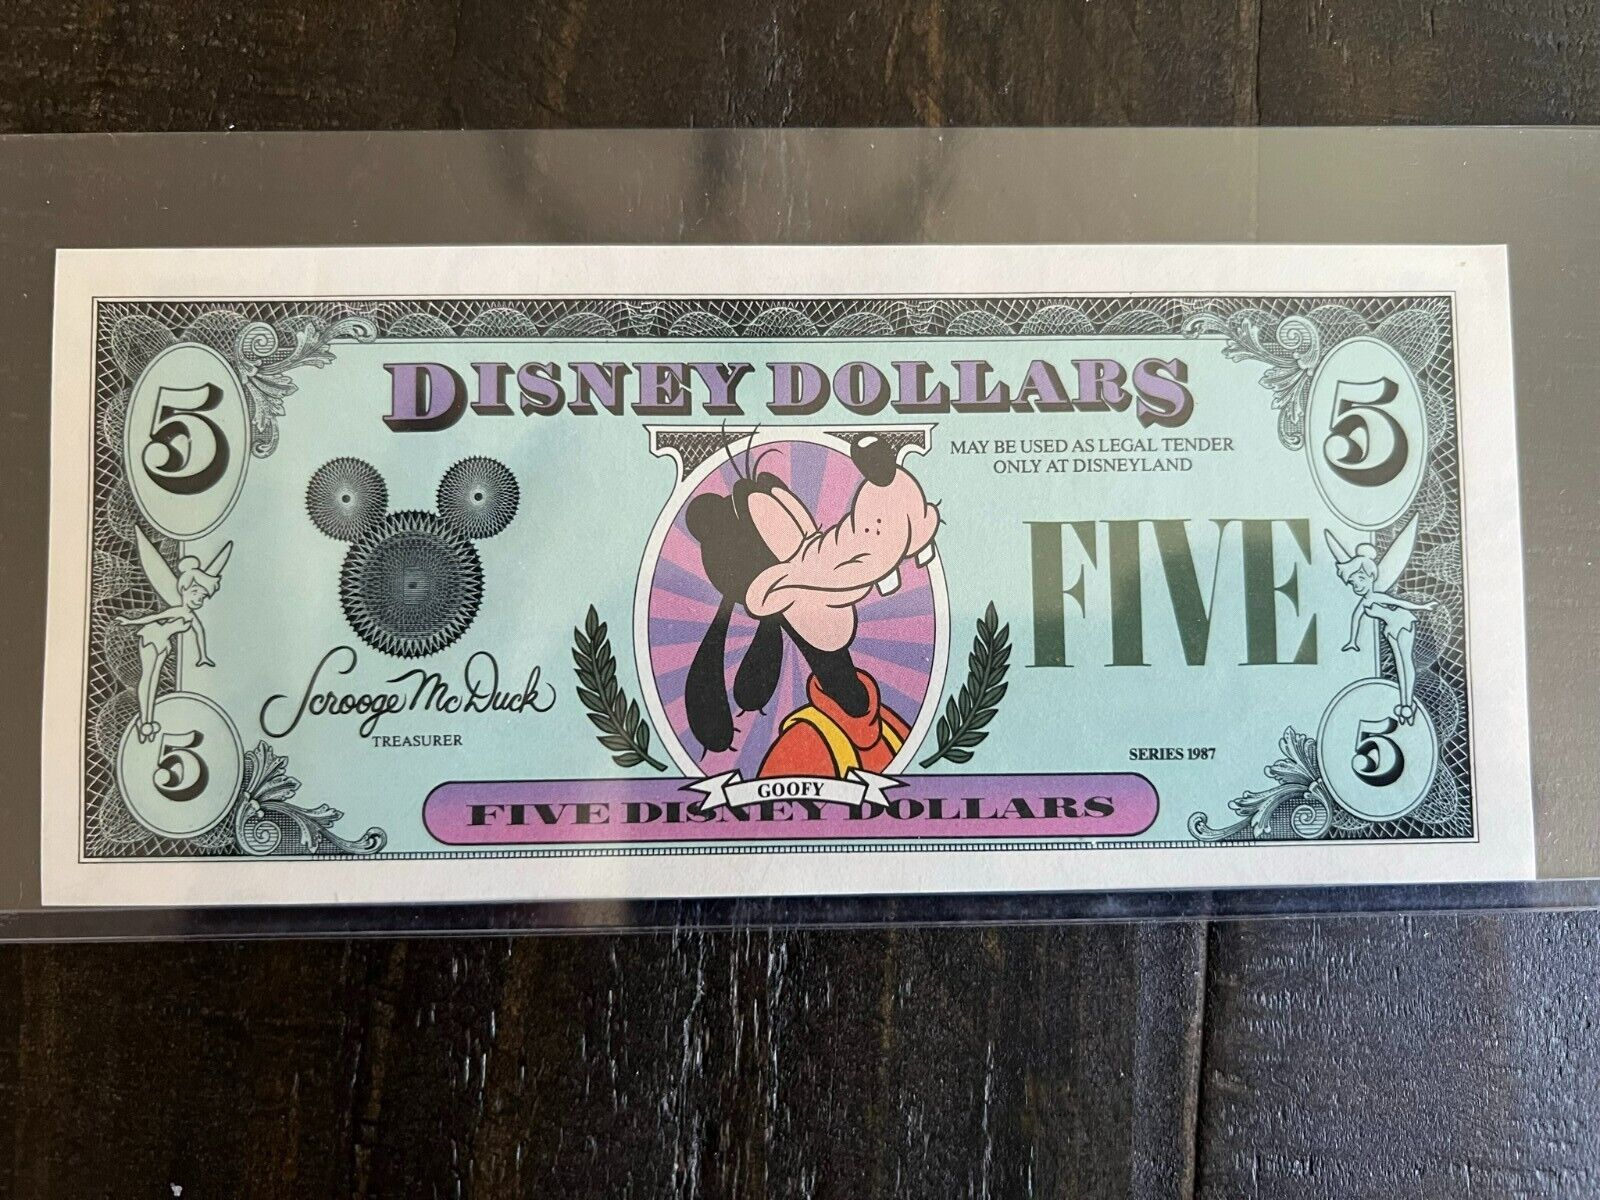 5
DISNEY DOLLARS
5
MAY BE USED AS LEGAL TENDER
ONLY AT DISNEYLAND
FIVE
Scrooge McDuck
TREASURER
SERIES 1987
5
5
GOOFY
FIVE DISNEY DOLLARS